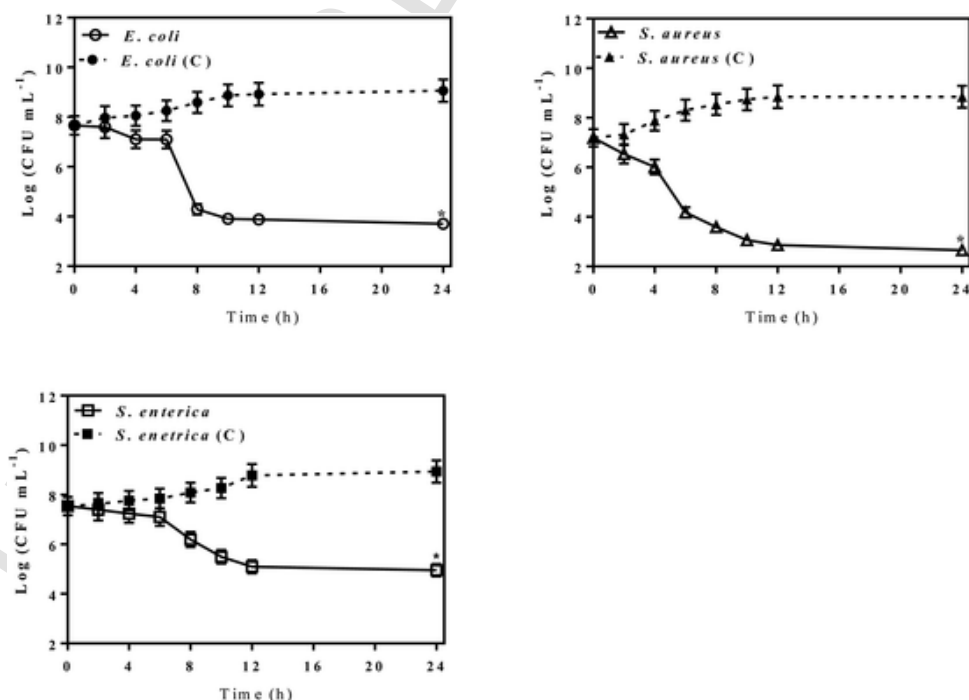 E. coli
E. coli (C)
12
10
8
6
4
2
Log (CFU mL⁻¹)
0 4 8 12 16 20 24
Time (h)
*
S. aureus
S. aureus (C)
12
10
8
6
4
2
Log (CFU mL⁻¹)
0 4 8 12 16 20 24
Time (h)
*
S. enterica
S. enetrica (C)
12
10
8
6
4
2
Log (CFU mL⁻¹)
0 4 8 12 16 20 24
Time (h)
*